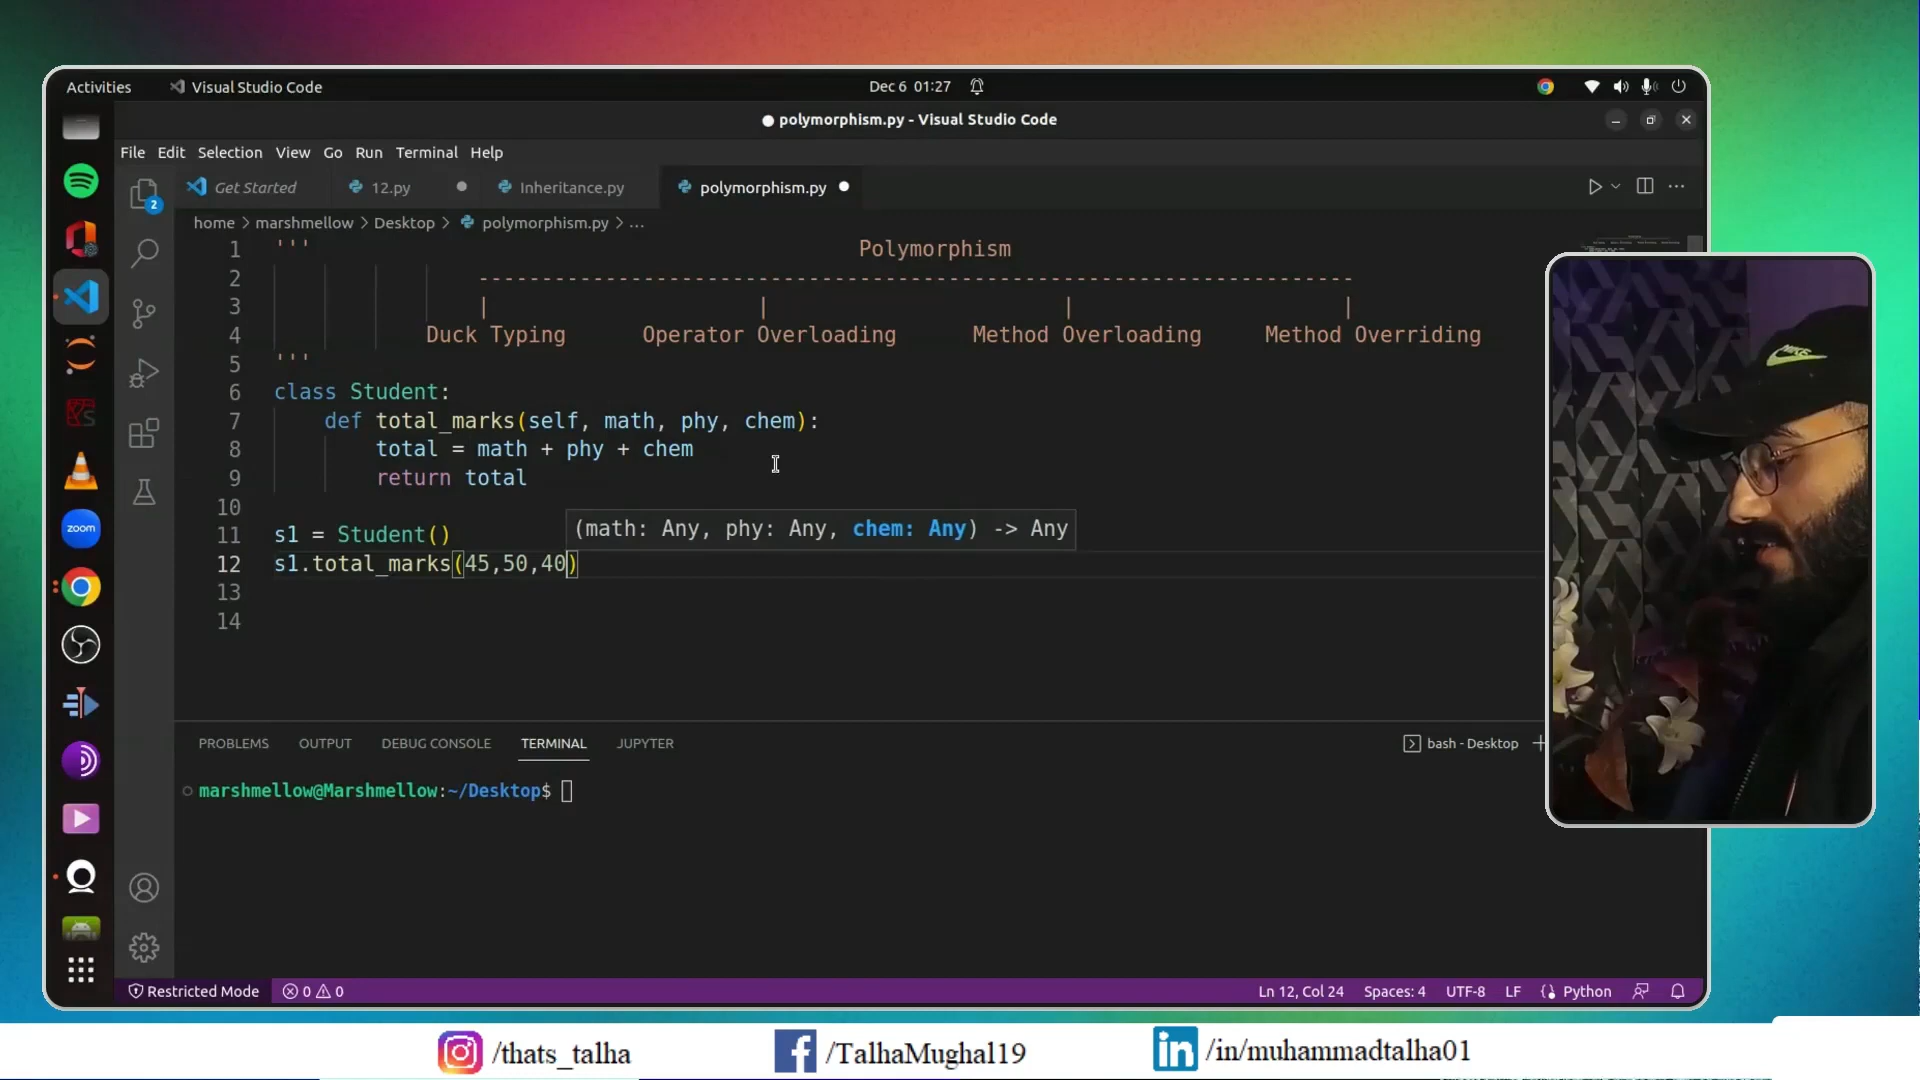 Activities
Visual Studio Code
Dec 6 01:27
polymorphism.py - Visual Studio Code
File Edit Selection View Go Run Terminal Help
Get Started
12.py
Inheritance.py
polymorphism.py
home > marshmellow > Desktop > polymorphism.py > ...
1 ''' Polymorphism
2 ---------------------------------------------------------------------
3 | | | |
4 Duck Typing Operator Overloading Method Overloading Method Overriding
5 '''
6 class Student:
7 def total_marks(self, math, phy, chem):
8 total = math + phy + chem
9 return total
10
(math: Any, phy: Any, chem: Any) -> Any
11 s1 = Student()
12 s1.total_marks(45,50,40)
13
14
PROBLEMS OUTPUT DEBUG CONSOLE TERMINAL JUPYTER
bash - Desktop
marshmellow@Marshmellow:~/Desktop$
2
zoom
Restricted Mode
0 0
Ln 12, Col 24 Spaces: 4 UTF-8 LF Python
/thats_talha
/TalhaMughal19
/in/muhammadtalha01